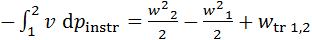 −∫₁² v dp_instr = w²₂/2 − w²₁/2 + w_tr 1,2